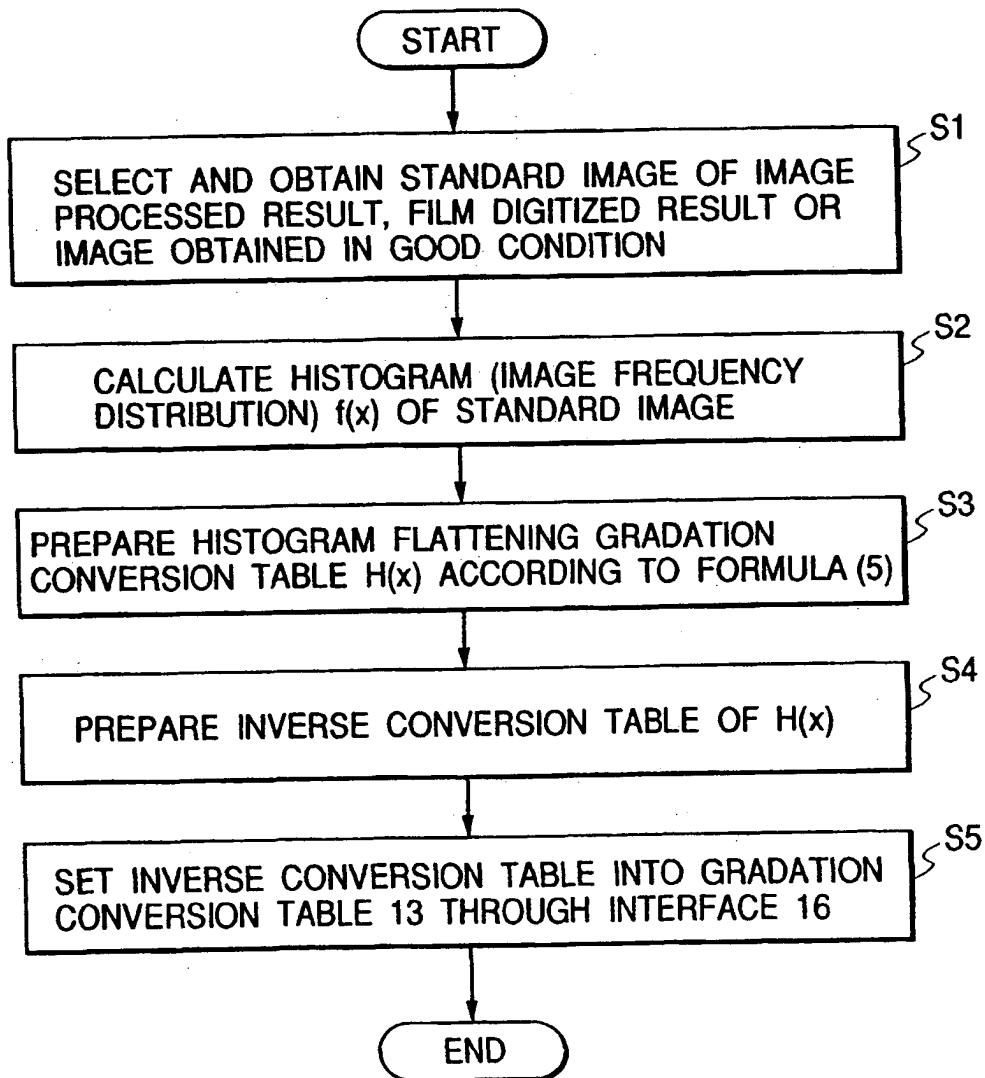 START
S1
SELECT AND OBTAIN STANDARD IMAGE OF IMAGE
PROCESSED RESULT, FILM DIGITIZED RESULT OR
IMAGE OBTAINED IN GOOD CONDITION
S2
CALCULATE HISTOGRAM (IMAGE FREQUENCY
DISTRIBUTION) f(x) OF STANDARD IMAGE
S3
PREPARE HISTOGRAM FLATTENING GRADATION
CONVERSION TABLE H(x) ACCORDING TO FORMULA (5)
S4
PREPARE INVERSE CONVERSION TABLE OF H(x)
S5
SET INVERSE CONVERSION TABLE INTO GRADATION
CONVERSION TABLE 13 THROUGH INTERFACE 16
END